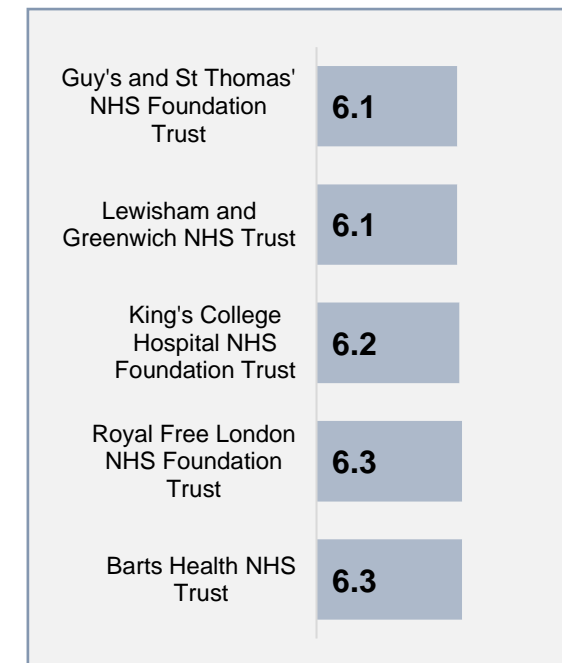 Guy's and St Thomas'
NHS Foundation
Trust
6.1
Lewisham and
Greenwich NHS Trust
6.1
King's College
Hospital NHS
Foundation Trust
6.2
Royal Free London
NHS Foundation
Trust
6.3
Barts Health NHS
Trust
6.3